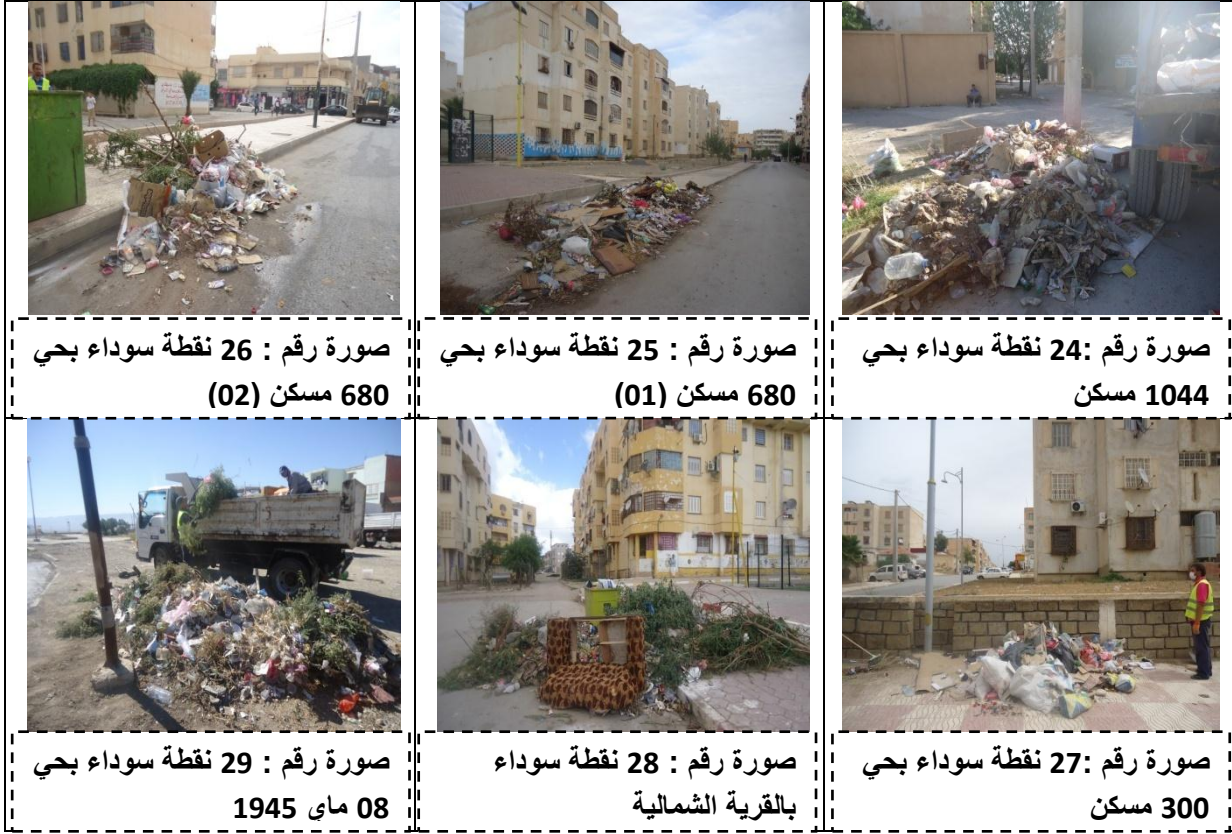 صورة رقم :24 نقطة سوداء بحي
1044 مسكن
صورة رقم : 25 نقطة سوداء بحي
680 مسكن (01)
صورة رقم : 26 نقطة سوداء بحي
680 مسكن (02)
صورة رقم :27 نقطة سوداء بحي
300 مسكن
صورة رقم : 28 نقطة سوداء
بالقرية الشمالية
صورة رقم : 29 نقطة سوداء بحي
08 ماي 1945